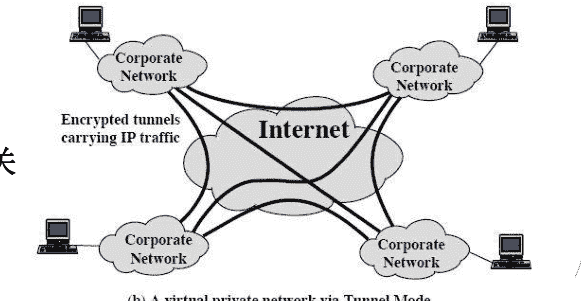 Corporate
Network
Corporate
Network
Encrypted tunnels
carrying IP traffic
Internet
关
Corporate
Network
Corporate
Network
(b) A virtual private network via Tunnel Mode